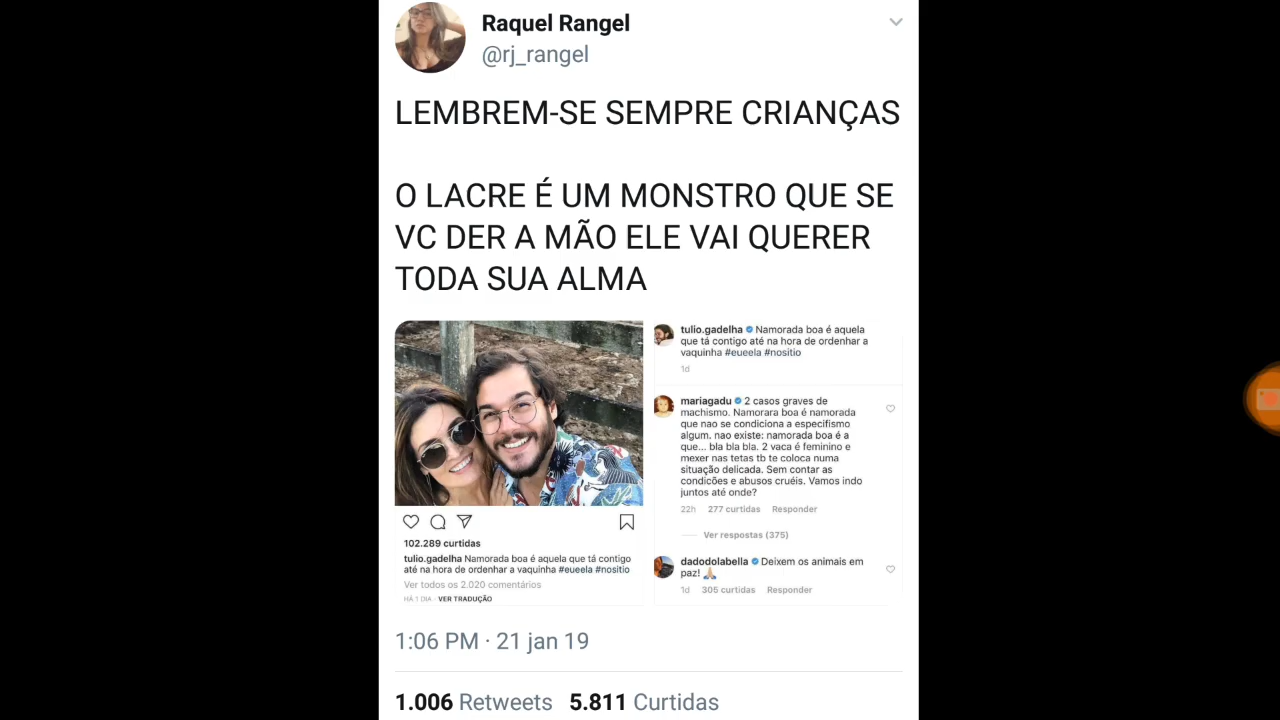 Raquel Rangel
@rj_rangel
LEMBREM-SE SEMPRE CRIANÇAS
O LACRE É UM MONSTRO QUE SE
VC DER A MÃO ELE VAI QUERER
TODA SUA ALMA
102.289 curtidas
tulio.gadelha Namorada boa é aquela que tá contigo
até na hora de ordenhar a vaquinha #eueela #nositio
Ver todos os 2.020 comentários
HÁ 1 DIA · VER TRADUÇÃO
tulio.gadelha Namorada boa é aquela
que tá contigo até na hora de ordenhar a
vaquinha #eueela #nositio
1d
mariagadu 2 casos graves de
machismo. Namorara boa é namorada
que nao se condiciona a especifismo
algum. nao existe: namorada boa é a
que... bla bla bla. 2 vaca é feminino e
mexer nas tetas tb te coloca numa
situação delicada. Sem contar as
condicões e abusos cruéis. Vamos indo
juntos até onde?
22h 277 curtidas Responder
Ver respostas (375)
dadodolabella Deixem os animais em
paz! 🙏🏼
1d 305 curtidas Responder
1:06 PM · 21 jan 19
1.006 Retweets 5.811 Curtidas